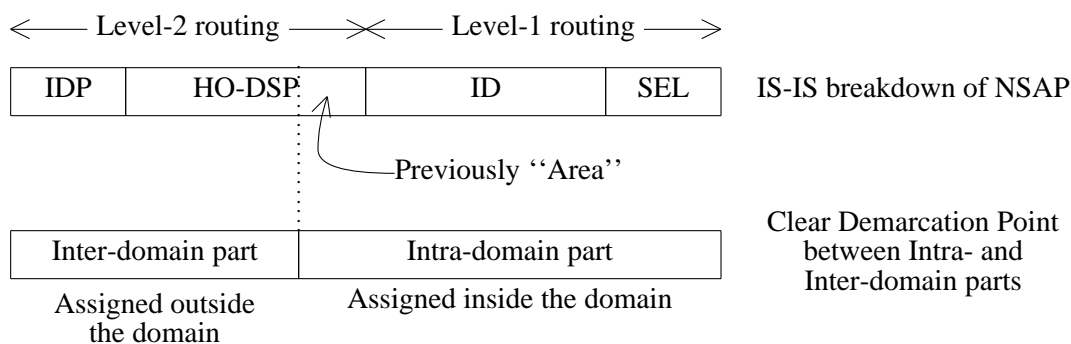 Level-2 routing Level-1 routing
IDP HO-DSP ID SEL IS-IS breakdown of NSAP
Previously ‘‘Area’’
Clear Demarcation Point
between Intra- and
Inter-domain parts
Inter-domain part Intra-domain part
Assigned outside
the domain
Assigned inside the domain